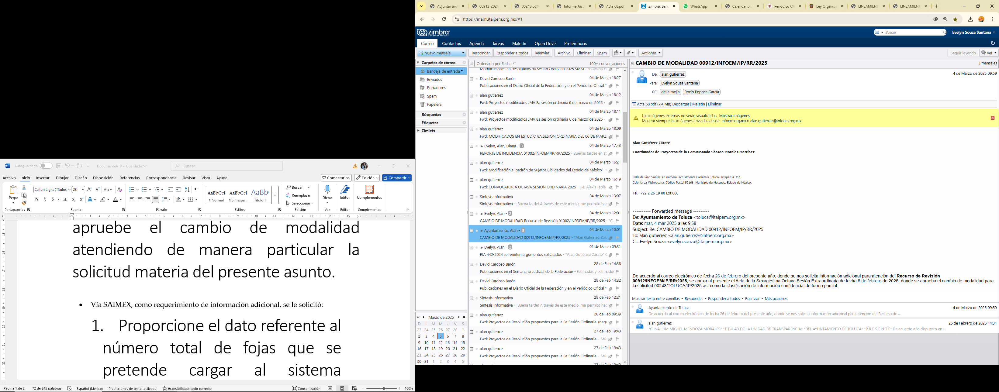 Autoguardado
Documento619 • Guardado
Buscar
Archivo Inicio Insertar Dibujar Diseño Disposición Referencias Correspondencia Revisar Vista Ayuda
Comentarios Edición Compartir
Pegar
Calibri Light (Títulos 28
AaBbCcI AaBbCcI AaBb(
¶ Normal ¶ Sin espa... Título 1
Buscar
Reemplazar
Seleccionar
Dictar
Editor
Complementos
Portapapeles Fuente Párrafo Estilos Edición Voz Editor Complementos
apruebe el cambio de modalidad
atendiendo de manera particular la
solicitud materia del presente asunto.
• Vía SAIMEX, como requerimiento de información adicional, se le solicitó:
1. Proporcione el dato referente al
número total de fojas que se
pretende cargar al sistema
Página 1 de 2 72 de 245 palabras Español (México) Predicciones de texto: activado Accesibilidad: todo correcto Concentración 160%
Adjuntar arc 00912_2024_ 00248.pdf Informe Just Acta 68.pdf Zimbra: Ban WhatsApp Calendario Periódico Of Ley Orgánic LINEAMIENT LINEAMIENT
https://mail1.itaipem.org.mx/#1
zimbra
A SYNACOR PRODUCT
Buscar
Evelyn Souza Santana
Correo Contactos Agenda Tareas Maletín Open Drive Preferencias
Nuevo mensaje
Responder Responder a todos Reenviar Archivo Eliminar Spam Acciones
Seguir leyendo Ver
Carpetas de correo
Bandeja de entrada
Enviados
Borradores
Spam
Papelera
Búsquedas
Etiquetas
Zimlets
Marzo de 2025
D L M M J V S
23 24 25 26 27 28 1
2 3 4 5 6 7 8
9 10 11 12 13 14 15
16 17 18 19 20 21 22
23 24 25 26 27 28 29
30 31 1 2 3 4 5
Ordenado por Fecha 100+ conversaciones
Modificaciones en Resolutivos 8a Sesión Ordinaria 2025 SMM - "COMISION
David Cardoso Barón 04 de Marzo 18:27
Publicaciones en el Diario Oficial de la Federación y en el Periódico Oficial "
alan gutierrez 04 de Marzo 18:12
Fwd: Proyectos modificados JMV 8a sesión ordinaria 6 de marzo de 2025 -
alan gutierrez 04 de Marzo 18:11
Fwd: Proyectos modificados JMV 8a sesión ordinaria 6 de marzo de 2025 -
alan gutierrez 04 de Marzo 18:09
Fwd: MODIFICADOS EN ESTUDIO 8A SESIÓN ORDINARIA DEL 06 DE MARZ
Evelyn, Alan, Diana - 3 04 de Marzo 17:43
REPORTE DE INCIDENCIA 01002/INFOEM/IP/RR/2025 - Buenas tardes en at
alan gutierrez 04 de Marzo 16:21
Fwd: Modificación al padrón de Sujetos Obligados del Estado de México -
alan gutierrez 04 de Marzo 16:19
Fwd: CONVOCATORIA OCTAVA SESIÓN ORDINARIA 2025 - De: Alexis Tapia
Sintesis Informativa 04 de Marzo 13:07
Síntesis Informativa - ¡Buena tarde! A través de este medio, me permito hac
Evelyn, Alan - 2 04 de Marzo 12:01
CAMBIO DE MODALIDAD Recurso de Revisión 01002/INFOEM/IP/RR/2025 - *C.
Ayuntamiento, Alan - 3 04 de Marzo 10:01
CAMBIO DE MODALIDAD 00912/INFOEM/IP/RR/2025 - *Alan Gutiérrez Zár
Evelyn, Alan - 2 01 de Marzo 09:31
RIA 442-2024 se remiten argumentos solicitados - *Alan Gutiérrez Zárate* C
David Cardoso Barón 28 de Feb 14:38
Publicaciones en el Semanario Judicial de la Federación - Estimadas y estimado
David Cardoso Barón 28 de Feb 14:32
Publicaciones en el Diario Oficial de la Federación y en el Periódico Oficial "
Sintesis Informativa 28 de Feb 12:21
Síntesis Informativa - ¡Buena tarde! A través de este medio, me permito hac
alan gutierrez 28 de Feb 09:39
Fwd: Proyectos de Resolución propuestos para la 8a Sesión Ordinaria. (nega
alan gutierrez 27 de Feb 19:43
Fwd: Proyectos de Resolución propuestos para la 8a Sesión Ordinaria. - MR
alan gutierrez 27 de Feb 19:43
Fwd: Proyectos de Resolución propuestos para la 8a Sesión Ordinaria. - MR
CAMBIO DE MODALIDAD 00912/INFOEM/IP/RR/2025 3 mensajes
De: alan gutierrez 4 de Marzo de 2025 09:59
Para: Evelyn Souza Santana
CC: delia mejia Rocio Popoca García
Acta 68.pdf (7,4 MB) Descargar | Maletín | Eliminar
Las imágenes externas no serán visualizadas. Mostrar imágenes
Mostrar siempre las imágenes enviadas desde infoem.org.mx o alan.gutierrez@infoem.org.mx
Alan Gutiérrez Zárate
Coordinador de Proyectos de la Comisionada Sharon Morales Martínez
Calle de Pino Suárez sin número, actualmente Carretera Toluca- Ixtapan # 111,
Colonia La Michoacana, Código Postal 52166, Municipio de Metepec, Estado de México.
Tel. 722 2 26 19 80 Ext.866
---------- Forwarded message ---------
De: Ayuntamiento de Toluca <toluca@itaipem.org.mx>
Date: mar, 4 mar 2025 a las 9:58
Subject: Re: CAMBIO DE MODALIDAD 00912/INFOEM/IP/RR/2025
To: alan gutierrez <alan.gutierrez@infoem.org.mx>
Cc: Evelyn Souza <evelyn.souza@itaipem.org.mx>
De acuerdo al correo electrónico de fecha 26 de febrero del presente año, donde se nos solicita información adicional para atención del Recurso de Revisión
00912/INFOEM/IP/RR/2025, se anexa al presente el Acta de la Sexagésima Octava Sesión Extraordinaria de fecha 5 de febrero de 2025, donde se aprueba el cambio de modalidad para
la solicitud 00248/TOLUCA/IP/2025 así como la clasificación de información confidencial de forma parcial.
Mostrar texto entre comillas - Responder - Responder a todos - Reenviar - Más acciones
Ayuntamiento de Toluca 4 de Marzo de 2025 09:59
De acuerdo al correo electrónico de fecha 26 de febrero del presente año, donde se nos solicita información adicional para atención del Recurso de ...
alan gutierrez 26 de Febrero de 2025 14:31
*C. NAHUM MIGUEL MENDOZA MORALES* *TITULAR DE LA UNIDAD DE TRANSPARENCIA* *DEL AYUNTAMIENTO DE TOLUCA* *P R E S E N T E* De acuerdo a lo dispuesto en ...